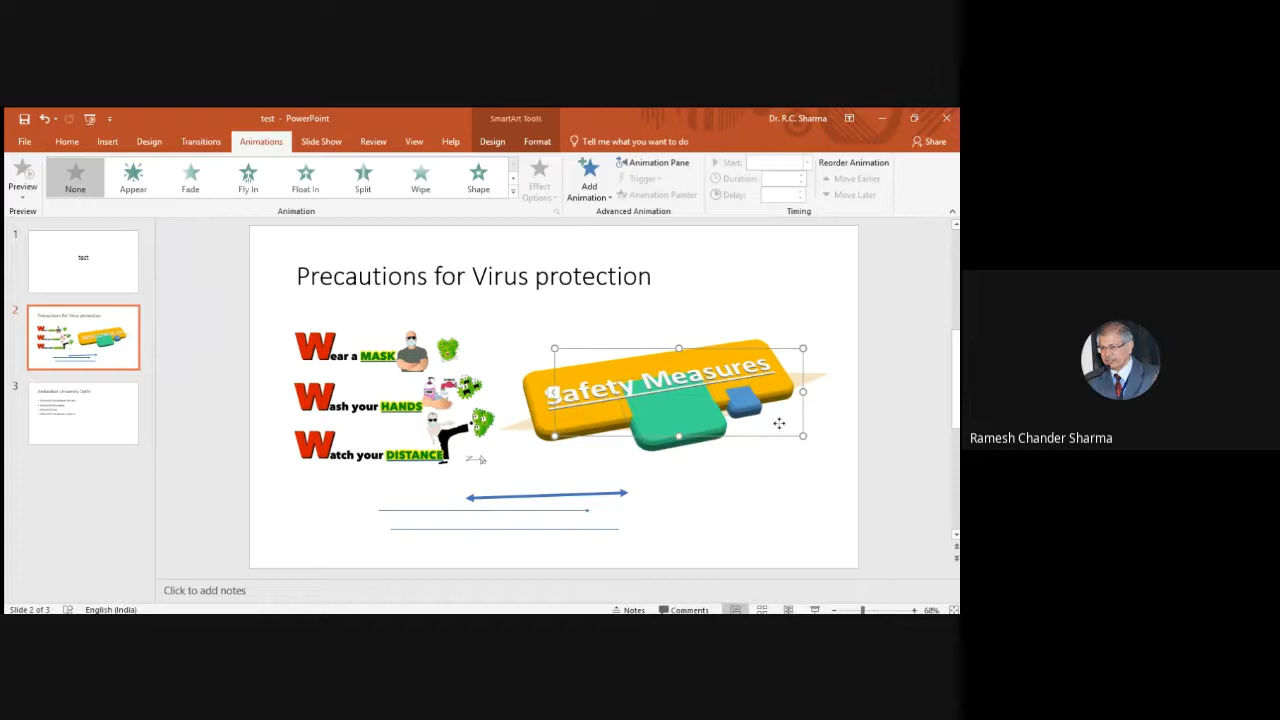 test - PowerPoint
SmartArt Tools
Dr. R.C. Sharma
File Home Insert Design Transitions Animations Slide Show Review View Help Design Format Tell me what you want to do Share
Preview None Appear Fade Fly In Float In Split Wipe Shape Effect Options Add Animation Animation Pane Trigger Animation Painter Start: Duration: Delay: Reorder Animation Move Earlier Move Later
Preview Animation Advanced Animation Timing
1
test
2
3
Precautions for Virus protection
Wear a MASK
Wash your HANDS
Watch your DISTANCE
Safety Measures
Ramesh Chander Sharma
Click to add notes
Slide 2 of 3 English (India) Notes Comments 68%